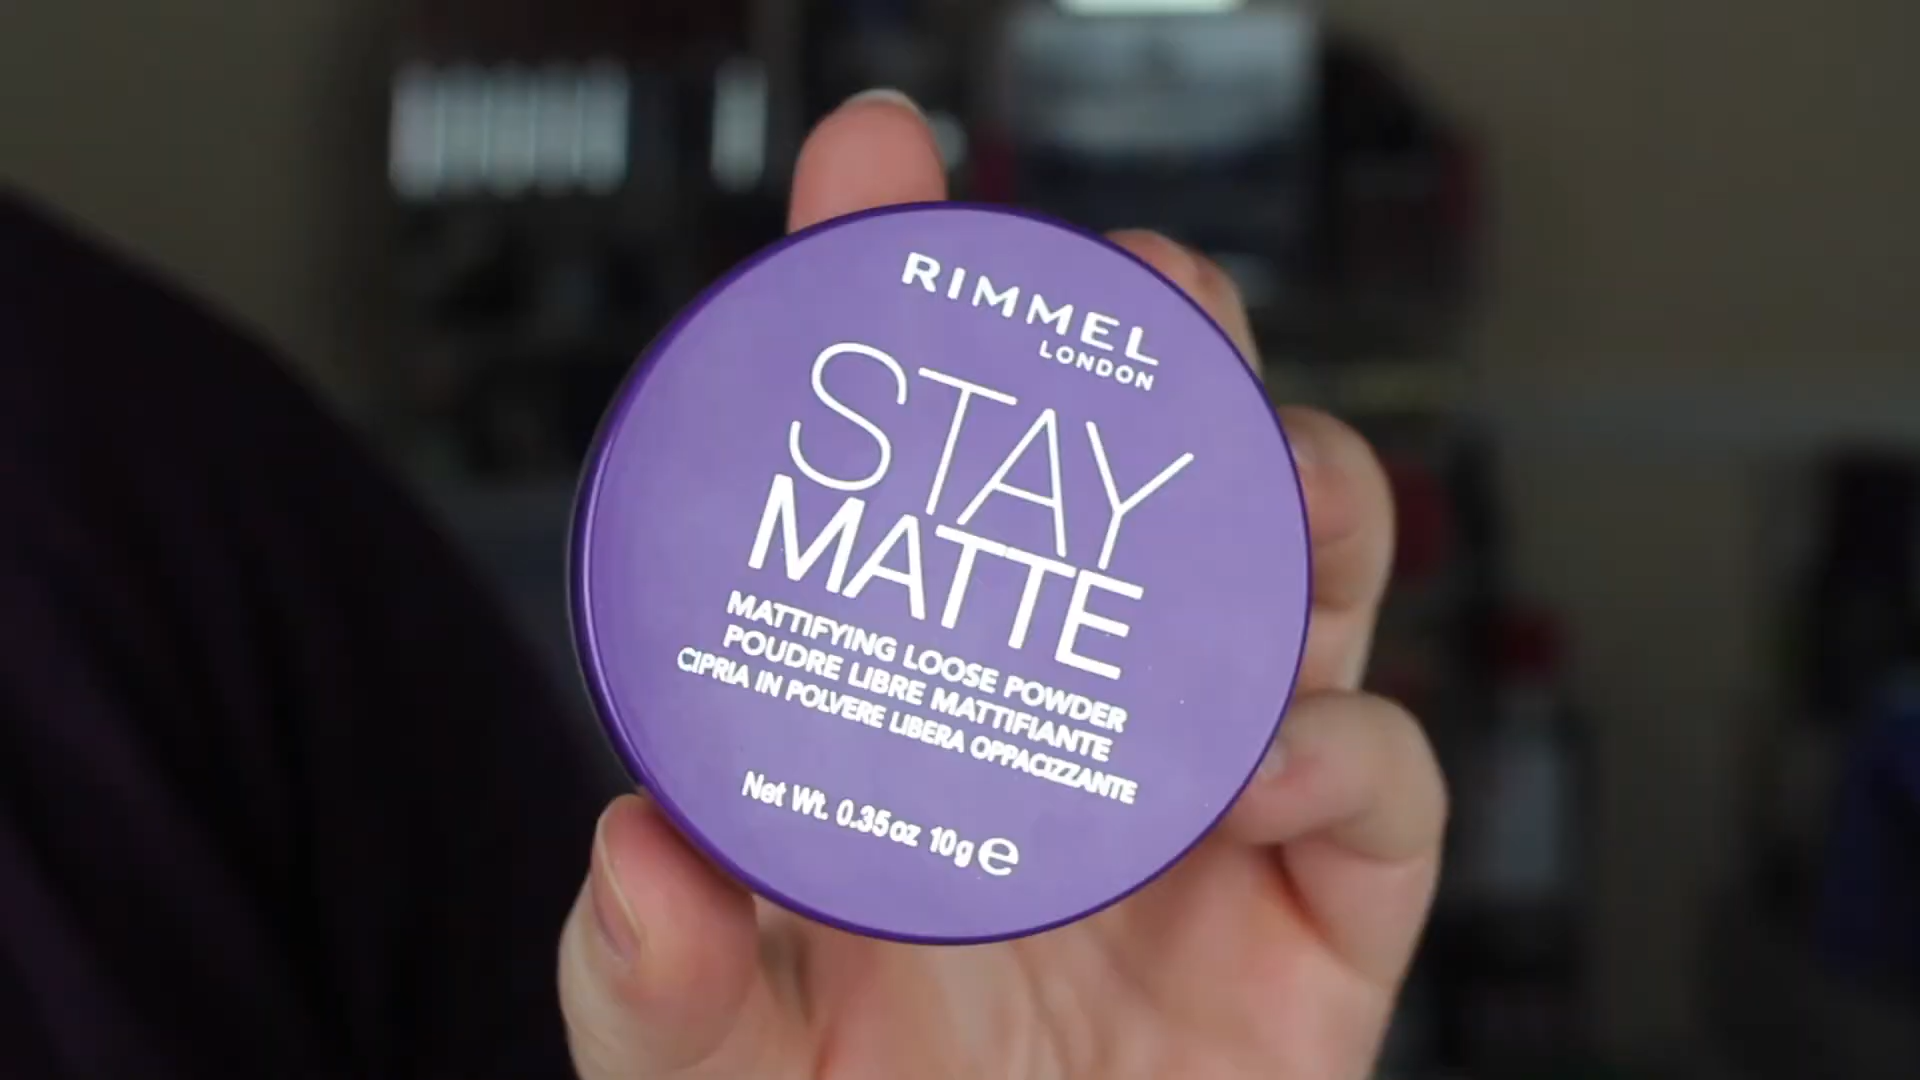 RIMMEL
LONDON
STAY
MATTE
MATTIFYING LOOSE POWDER
POUDRE LIBRE MATTIFIANTE
CIPRIA IN POLVERE LIBERA OPPACIZZANTE
Net Wt. 0.35oz 10g ℮